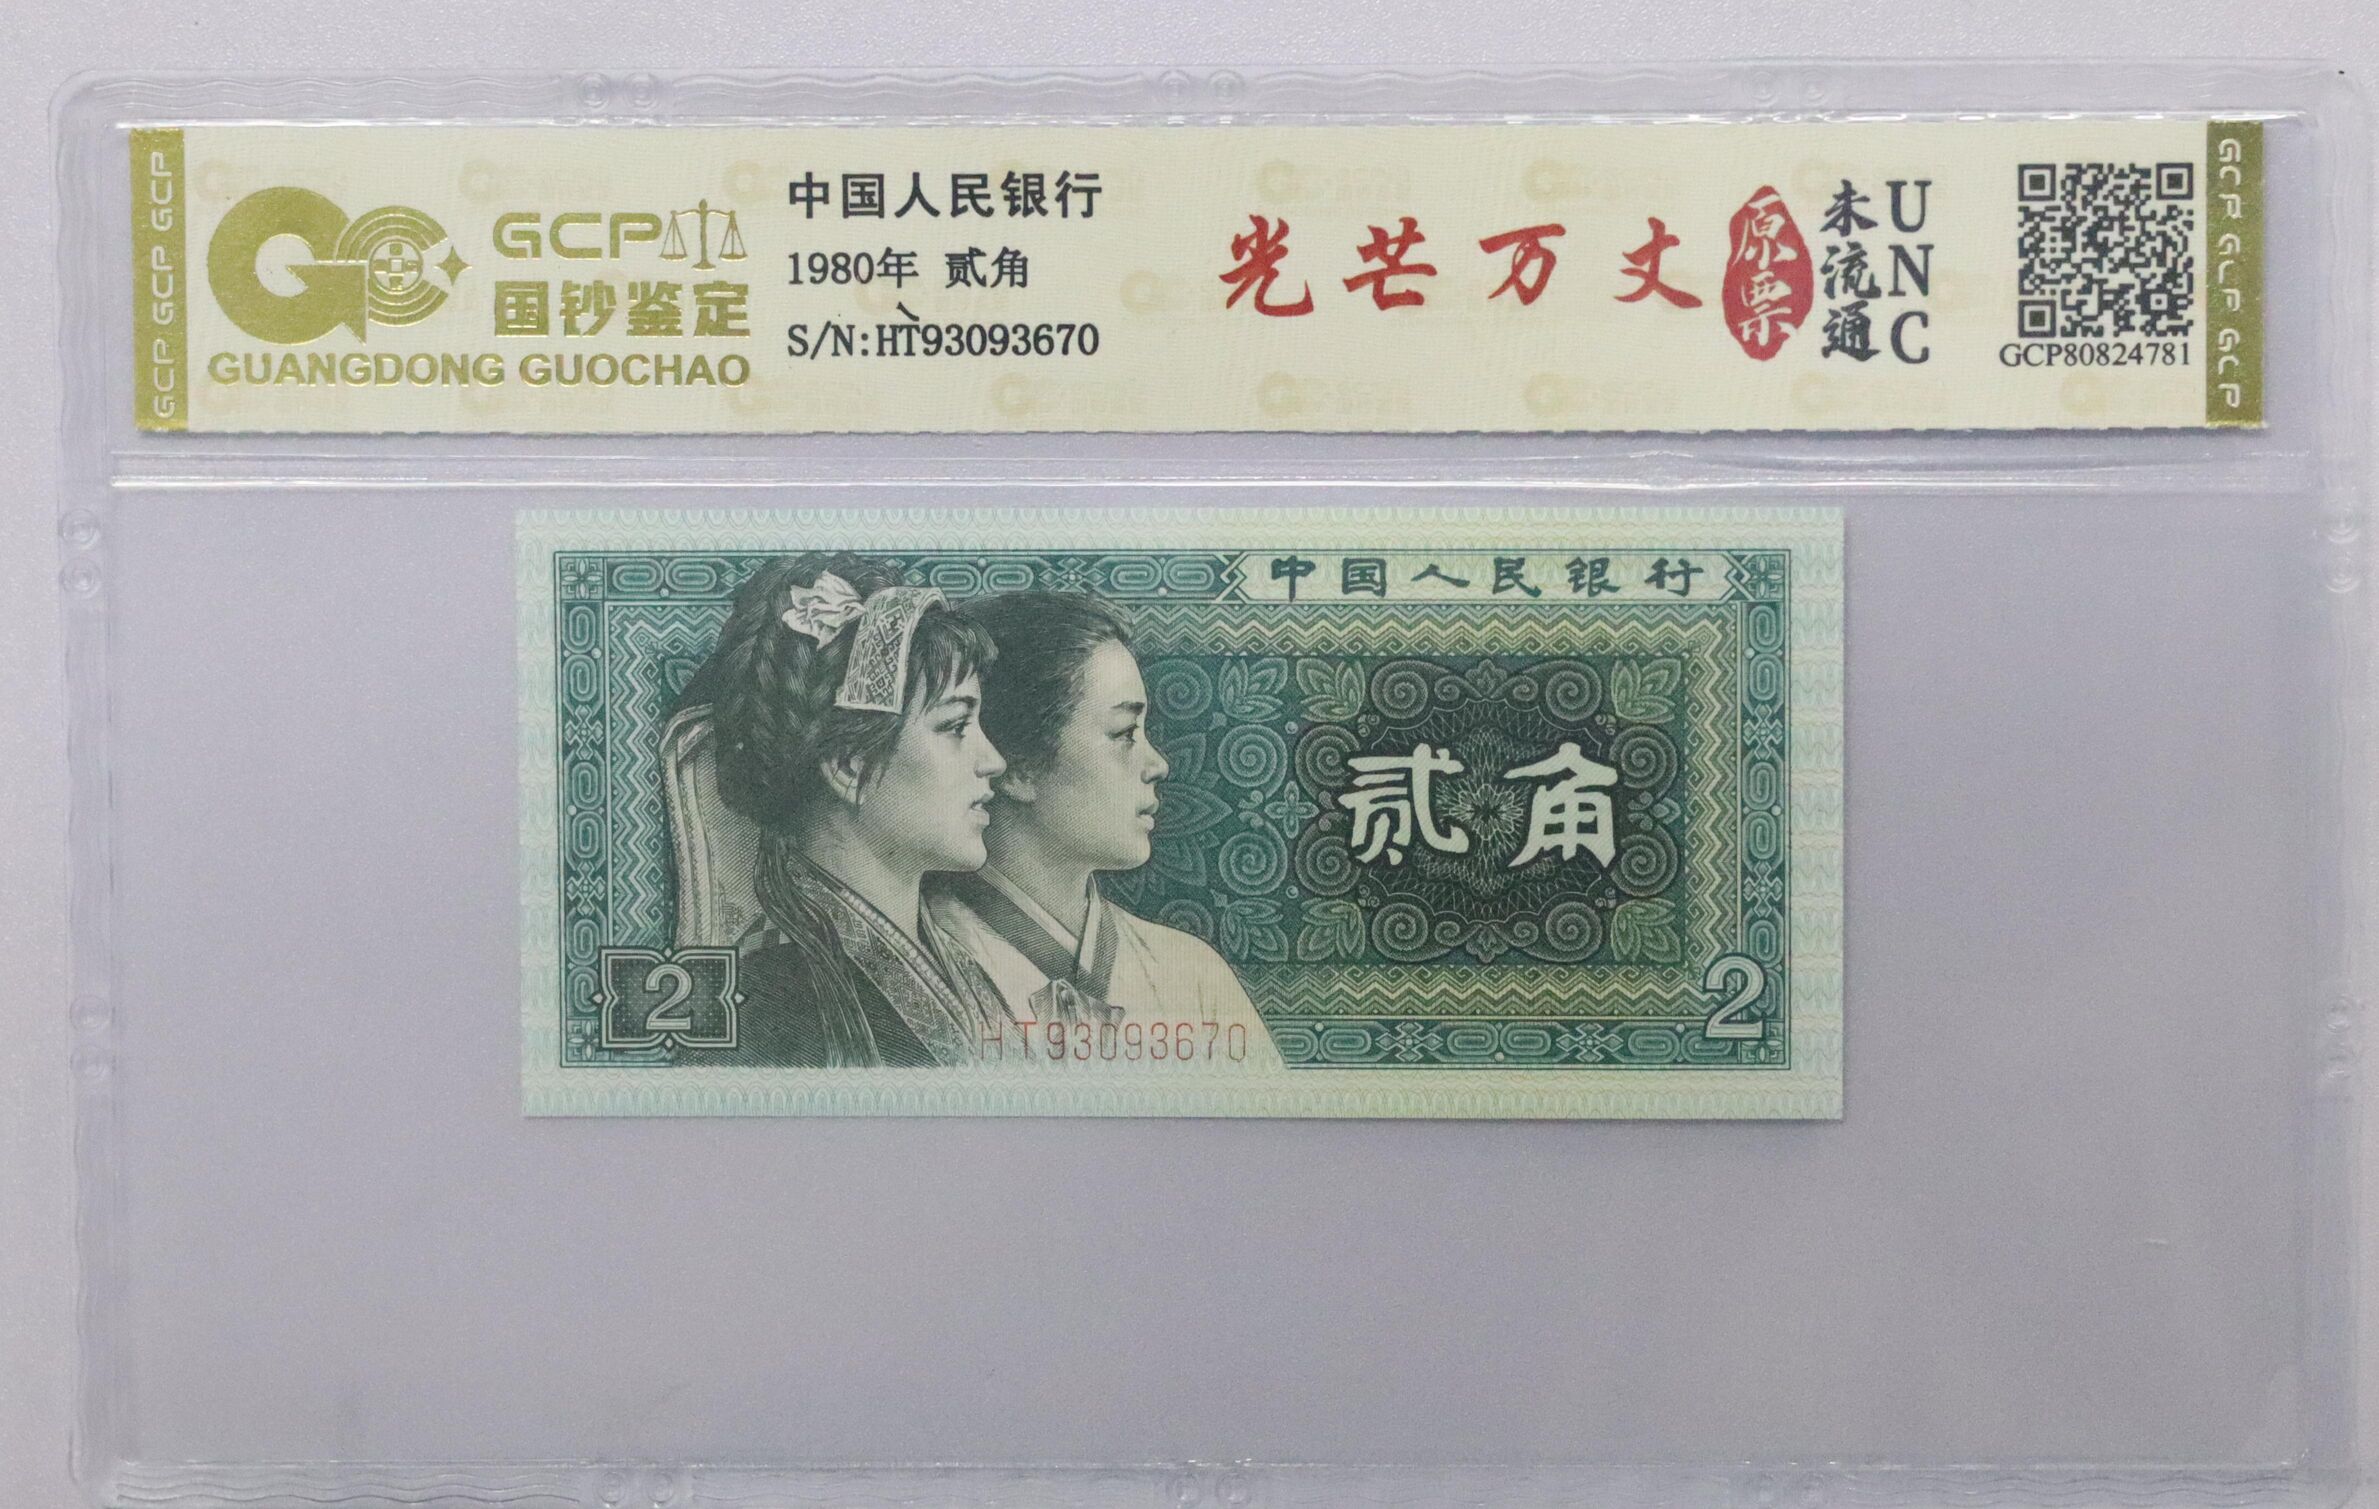 GCP GCP GCP
GCP
国钞鉴定
GUANGDONG GUOCHAO
中国人民银行
1980年 贰角
S/N:HT93093670
光芒万丈
原票
未流通
UNC
GCP80824781
GCP GCP GCP
中国人民银行
贰角
2
2
HT93093670